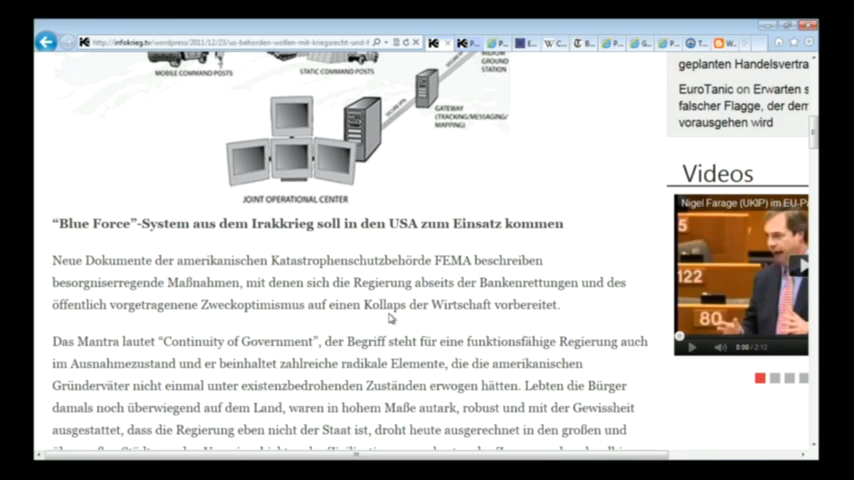 http://infokrieg.tv/wordpress/2011/12/23/us-behorden-wollen-mit-kriegsrecht-und-
MOBILE COMMAND POSTS
STATIC COMMAND POSTS
GROUND
STATION
GATEWAY
(TRACKING/MESSAGING/
MAPPING)
JOINT OPERATIONAL CENTER
“Blue Force”-System aus dem Irakkrieg soll in den USA zum Einsatz kommen
Neue Dokumente der amerikanischen Katastrophenschutzbehörde FEMA beschreiben
besorgniserregende Maßnahmen, mit denen sich die Regierung abseits der Bankenrettungen und des
öffentlich vorgetragenene Zweckoptimismus auf einen Kollaps der Wirtschaft vorbereitet.
Das Mantra lautet “Continuity of Government”, der Begriff steht für eine funktionsfähige Regierung auch
im Ausnahmezustand und er beinhaltet zahlreiche radikale Elemente, die die amerikanischen
Gründerväter nicht einmal unter existenzbedrohenden Zuständen erwogen hätten. Lebten die Bürger
damals noch überwiegend auf dem Land, waren in hohem Maße autark, robust und mit der Gewissheit
ausgestattet, dass die Regierung eben nicht der Staat ist, droht heute ausgerechnet in den großen und
geplanten Handelsvertra
EuroTanic on Erwarten s
falscher Flagge, der dem
vorausgehen wird
Videos
Nigel Farage (UKIP) im EU-Pa
122
80
0:00 / 2:12